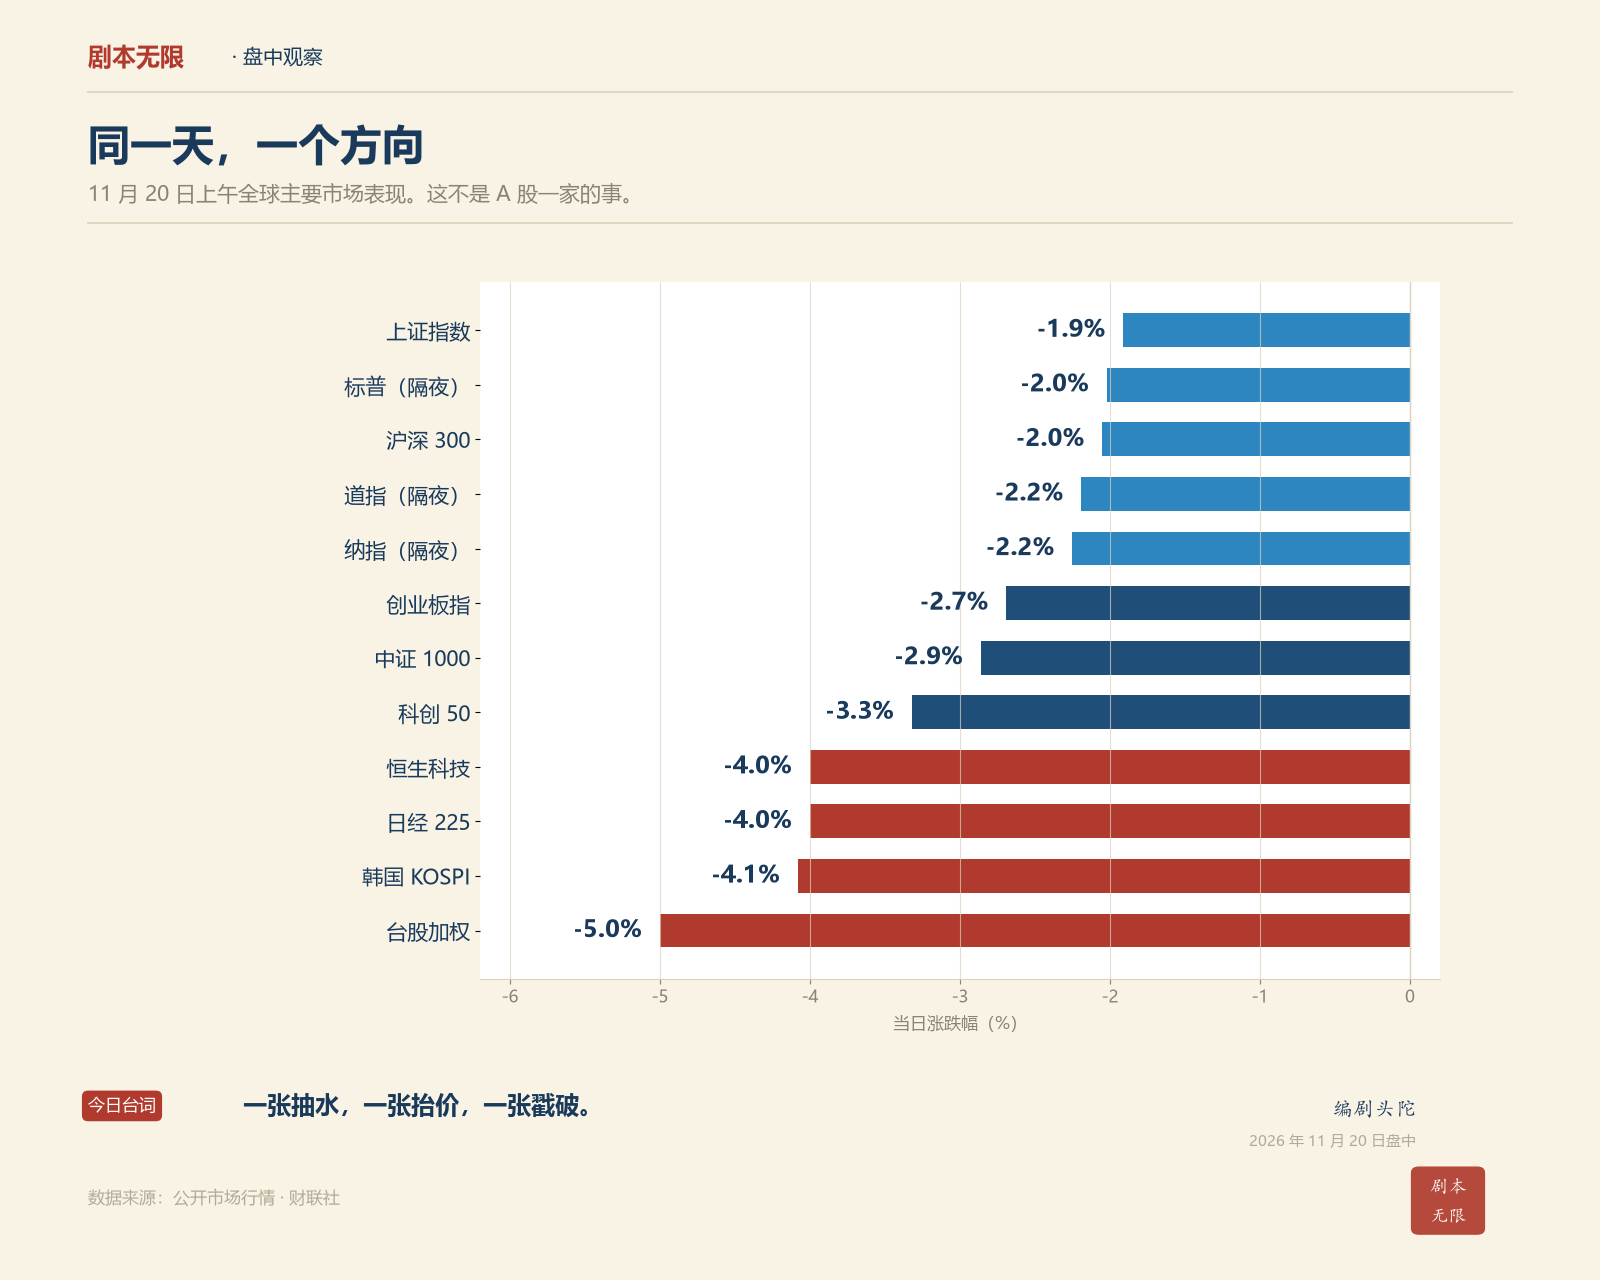 剧本无限 · 盘中观察
同一天，一个方向
11 月 20 日上午全球主要市场表现。这不是 A 股一家的事。
上证指数 -1.9%
标普（隔夜） -2.0%
沪深 300 -2.0%
道指（隔夜） -2.2%
纳指（隔夜） -2.2%
创业板指 -2.7%
中证 1000 -2.9%
科创 50 -3.3%
恒生科技 -4.0%
日经 225 -4.0%
韩国 KOSPI -4.1%
台股加权 -5.0%
-6 -5 -4 -3 -2 -1 0
当日涨跌幅（%）
今日台词 一张抽水，一张抬价，一张戳破。
编剧头陀
2026 年 11 月 20 日盘中
数据来源：公开市场行情 · 财联社
剧本
无限